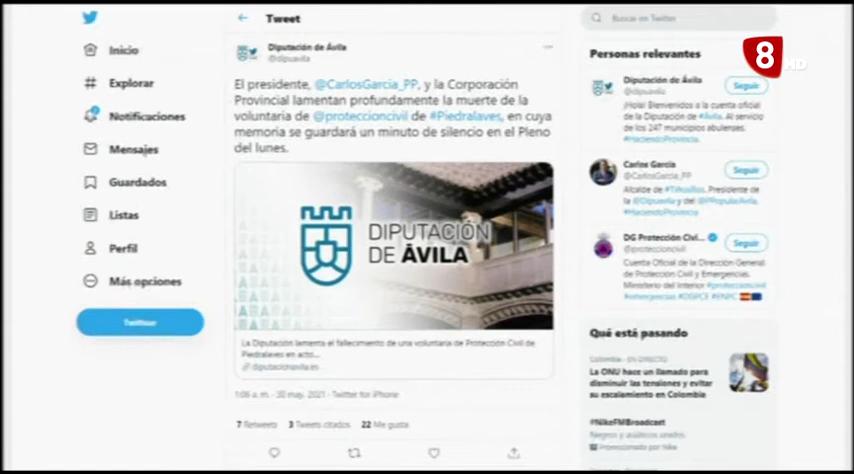 Tweet
Buscar en Twitter
8
HD
Inicio
Explorar
Notificaciones
Mensajes
Guardados
Listas
Perfil
Más opciones
Twittear
Diputación de Ávila
@dipuavila
El presidente, @CarlosGarcia_PP, y la Corporación
Provincial lamentan profundamente la muerte de la
voluntaria de @proteccioncivil de #Piedralaves, en cuya
memoria se guardará un minuto de silencio en el Pleno
del lunes.
DIPUTACIÓN
DE ÁVILA
La Diputación lamenta el fallecimiento de una voluntaria de Protección Civil de
Piedralaves en acto...
diputacionavila.es
1:06 a. m. · 30 may. 2021 · Twitter for iPhone
7 Retweets 3 Tweets citados 22 Me gusta
Personas relevantes
Diputación de Ávila
@dipuavila
Seguir
¡Hola! Bienvenidos a la cuenta oficial
de la Diputación de #Ávila. Al servicio
de los 247 municipios abulenses.
#HaciendoProvincia
Carlos García
@CarlosGarcia_PP
Seguir
Alcalde de #Tiñosillos. Presidente de
la @Dipuavila y del @PPopularAvila.
#HaciendoProvincia
DG Protección Civi...
@proteccioncivil
Seguir
Cuenta Oficial de la Dirección General
de Protección Civil y Emergencias.
Ministerio del Interior #proteccioncivil
#emergencias #DGPCE #ENPC
Qué está pasando
Colombia · EN DIRECTO
La ONU hace un llamado para
disminuir las tensiones y evitar
su escalamiento en Colombia
#NikeFMBroadcast
Negros y asiáticos unidos.
Promocionado por Nike